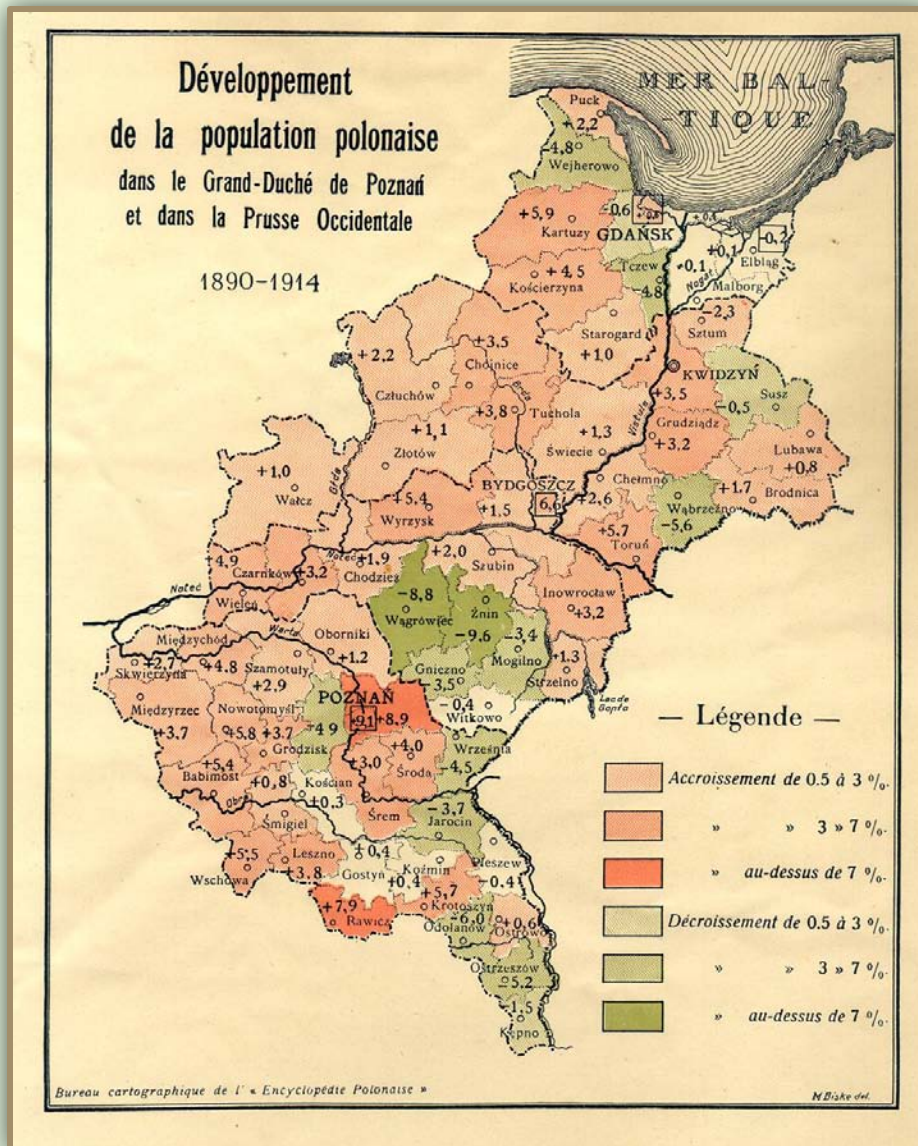 Développement
de la population polonaise
dans le Grand-Duché de Poznań
et dans la Prusse Occidentale
1890-1914
MER BAL-
-TIQUE
Puck
+2,2
-4,8
Wejherowo
+5,9
Kartuzy
-0,6
GDAŃSK
-0,2
Elbląg
+0,1
+0,1
Malborg
Nogat
Tczew
-4,8
+4,5
Kościerzyna
Starogard
+1,0
-2,3
Sztum
KWIDZYŃ
+3,5
-0,5
Susz
+3,5
Chojnice
+2,2
Człuchów
+3,8
Tuchola
Brda
Wistule
Grudziądz
+3,2
+1,3
Świecie
Lubawa
+0,8
+1,1
Złotów
+1,0
Wałcz
BYDGOSZCZ
6,6
+1,5
Chełmno
+2,6
Wąbrzeźno
-5,6
+1,7
Brodnica
+5,4
Wyrzysk
+5,7
Toruń
+4,9
Czarnków
+3,2
Noteć
+1,9
Chodzież
+2,0
Szubin
Noteć
Wieleń
Inowrocław
+3,2
-8,8
Wągrówiec
Żnin
-9,6
-3,4
Mogilno
Międzychód
Warta
Oborniki
+1,2
Skwierzyna
+2,7
+4.8
Szamotuły
+2,9
Gniezno
-3,5
+1.3
Strzelno
Lac de
Gopło
Międzyrzec
+3.7
Nowotomyśl
+5,8
+3.7
Grodzisk
POZNAŃ
+9,1
+8,9
+4 9
-0,4
Witkowo
Września
-4,5
+4,0
Środa
+3,0
Śrem
+5,4
Babimost
+0,8
Kościan
+0,3
Obra
Śmigiel
-3,7
Jarocin
Pleszew
-0,4
+5,5
Wschowa
Leszno
+3,8
+0,4
Gostyń
Koźmin
+0,4
+5,7
Krotoszyn
+7,9
Rawicz
-6,0
Odolanów
+0,6
Ostrowo
Ostrzeszów
-5,2
-1,5
Kępno
— Légende —
Accroissement de 0.5 à 3 %.
» » 3 » 7 %.
» au-dessus de 7 %.
Décroissement de 0.5 à 3 %.
» » 3 » 7 %.
» au-dessus de 7 %.
Bureau cartographique de l' « Encyclopédie Polonaise »
M Biske del.